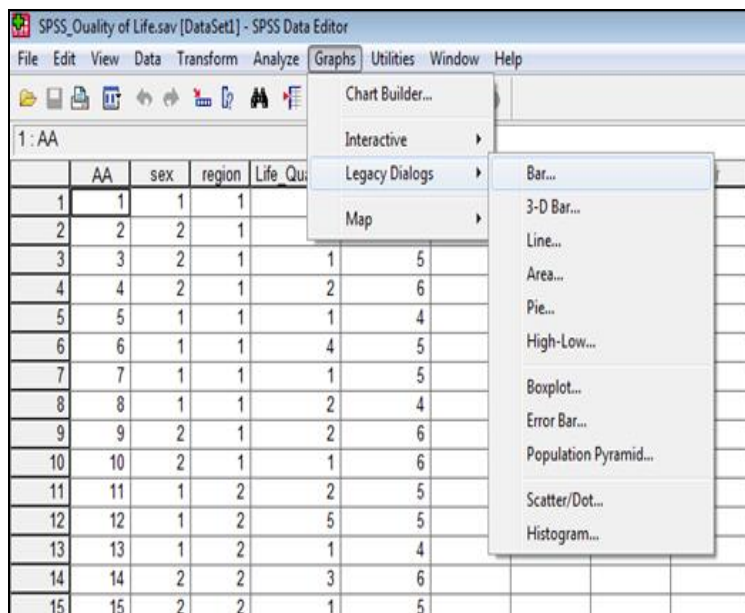 SPSS_Quality of Life.sav [DataSet1] - SPSS Data Editor
File Edit View Data Transform Analyze Graphs Utilities Window Help
Chart Builder...
1 : AA
Interactive
Legacy Dialogs
Map
Bar...
3-D Bar...
Line...
Area...
Pie...
High-Low...
Boxplot...
Error Bar...
Population Pyramid...
Scatter/Dot...
Histogram...
AA sex region
1 1 1 1
2 2 2 1
3 3 2 1 1 5
4 4 2 1 2 6
5 5 1 1 1 4
6 6 1 1 4 5
7 7 1 1 1 5
8 8 1 1 2 4
9 9 2 1 2 6
10 10 2 1 1 6
11 11 1 2 2 5
12 12 1 2 5 5
13 13 1 2 1 4
14 14 2 2 3 6
15 15 2 2 1 5